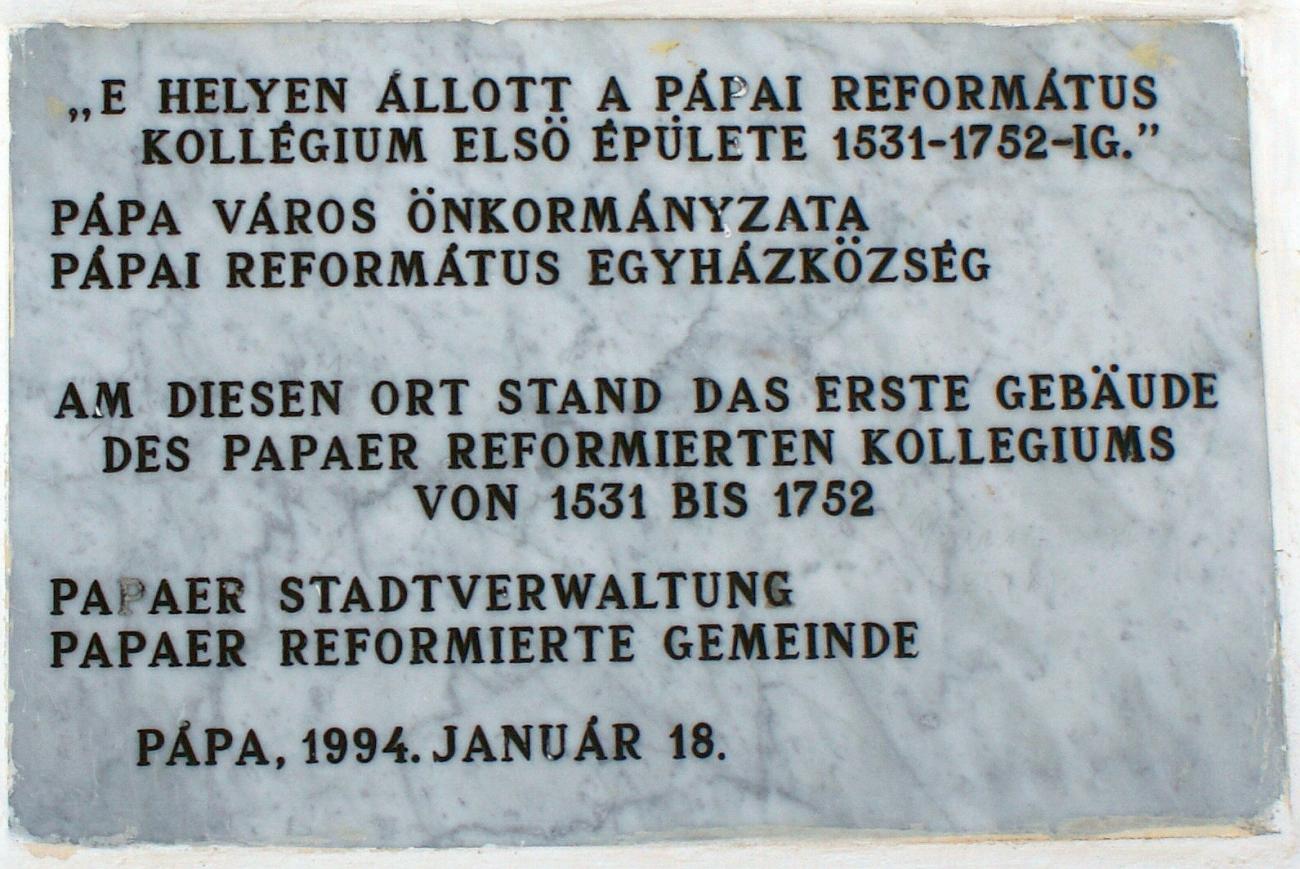 „E HELYEN ÁLLOTT A PÁPAI REFORMÁTUS
KOLLÉGIUM ELSÖ ÉPÜLETE 1531-1752-IG.”
PÁPA VÁROS ÖNKORMÁNYZATA
PÁPAI REFORMÁTUS EGYHÁZKÖZSÉG
AM DIESEN ORT STAND DAS ERSTE GEBÄUDE
DES PAPAER REFORMIERTEN KOLLEGIUMS
VON 1531 BIS 1752
PAPAER STADTVERWALTUNG
PAPAER REFORMIERTE GEMEINDE
PÁPA, 1994. JANUÁR 18.